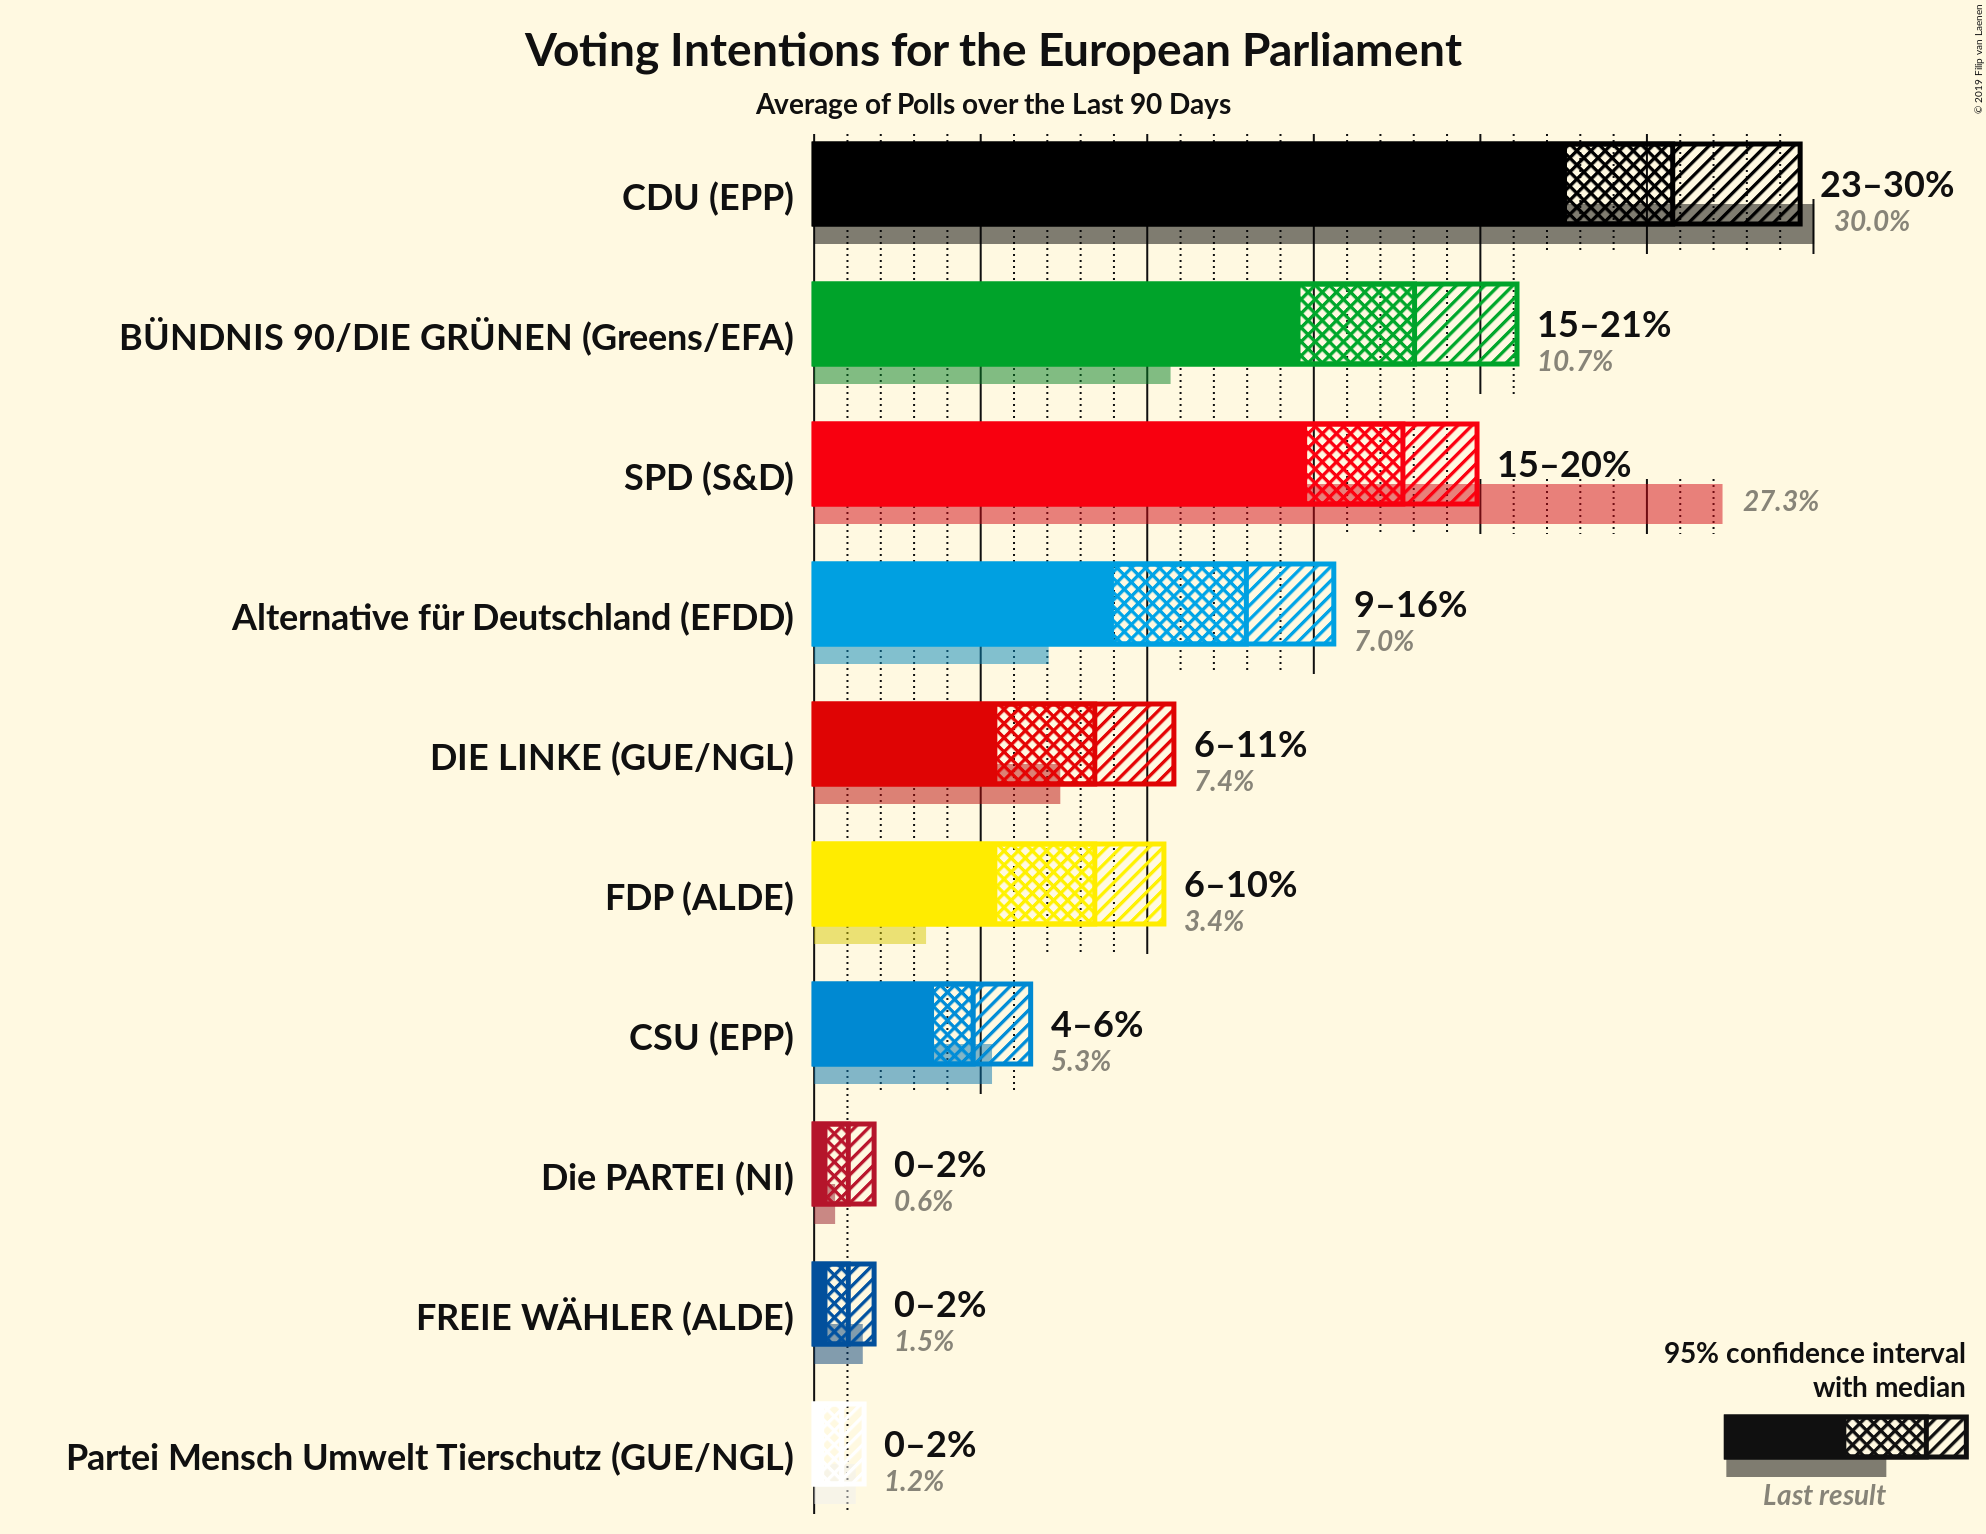 Voting Intentions for the European Parliament
Average of Polls over the Last 90 Days
© 2019 Filip van Laenen
CDU (EPP)
23–30%
30.0%
BÜNDNIS 90/DIE GRÜNEN (Greens/EFA)
15–21%
10.7%
SPD (S&D)
15–20%
27.3%
Alternative für Deutschland (EFDD)
9–16%
7.0%
DIE LINKE (GUE/NGL)
6–11%
7.4%
FDP (ALDE)
6–10%
3.4%
CSU (EPP)
4–6%
5.3%
Die PARTEI (NI)
0–2%
0.6%
FREIE WÄHLER (ALDE)
0–2%
1.5%
Partei Mensch Umwelt Tierschutz (GUE/NGL)
0–2%
1.2%
95% confidence interval
with median
Last result